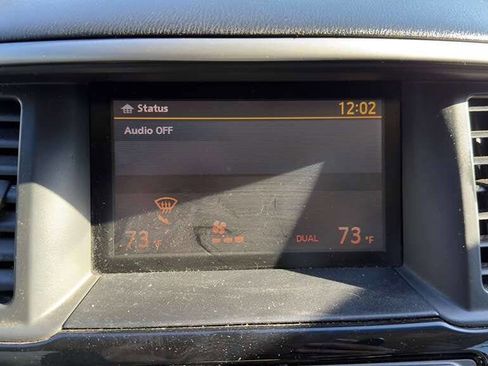 Status 12:02
Audio OFF
73 °F DUAL 73 °F